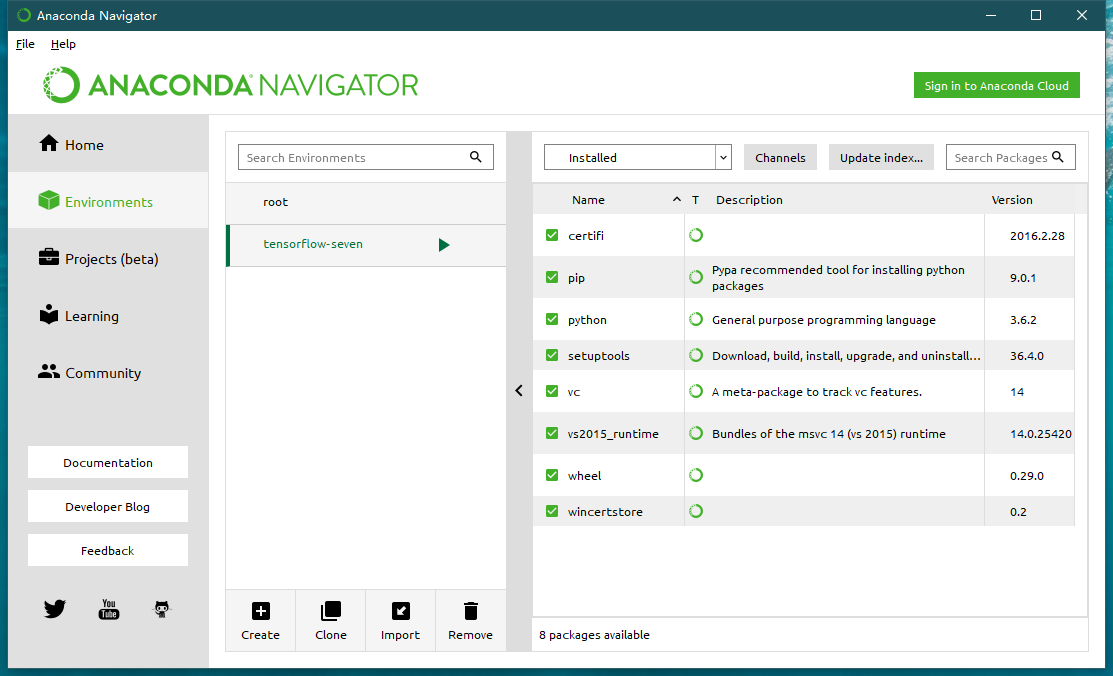 Anaconda Navigator
File Help
ANACONDA NAVIGATOR
Sign in to Anaconda Cloud
Home
Environments
Projects (beta)
Learning
Community
Documentation
Developer Blog
Feedback
You Tube
Search Environments
root
tensorflow-seven
Create Clone Import Remove
Installed Channels Update index... Search Packages
Name T Description Version
certifi 2016.2.28
pip Pypa recommended tool for installing python packages 9.0.1
python General purpose programming language 3.6.2
setuptools Download, build, install, upgrade, and uninstall... 36.4.0
vc A meta-package to track vc features. 14
vs2015_runtime Bundles of the msvc 14 (vs 2015) runtime 14.0.25420
wheel 0.29.0
wincertstore 0.2
8 packages available